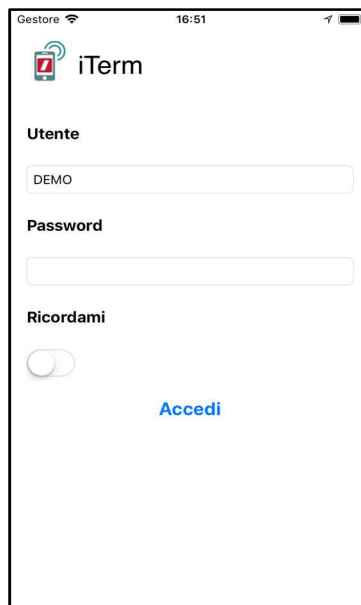 Gestore 16:51
iTerm
Utente
DEMO
Password
Ricordami
Accedi